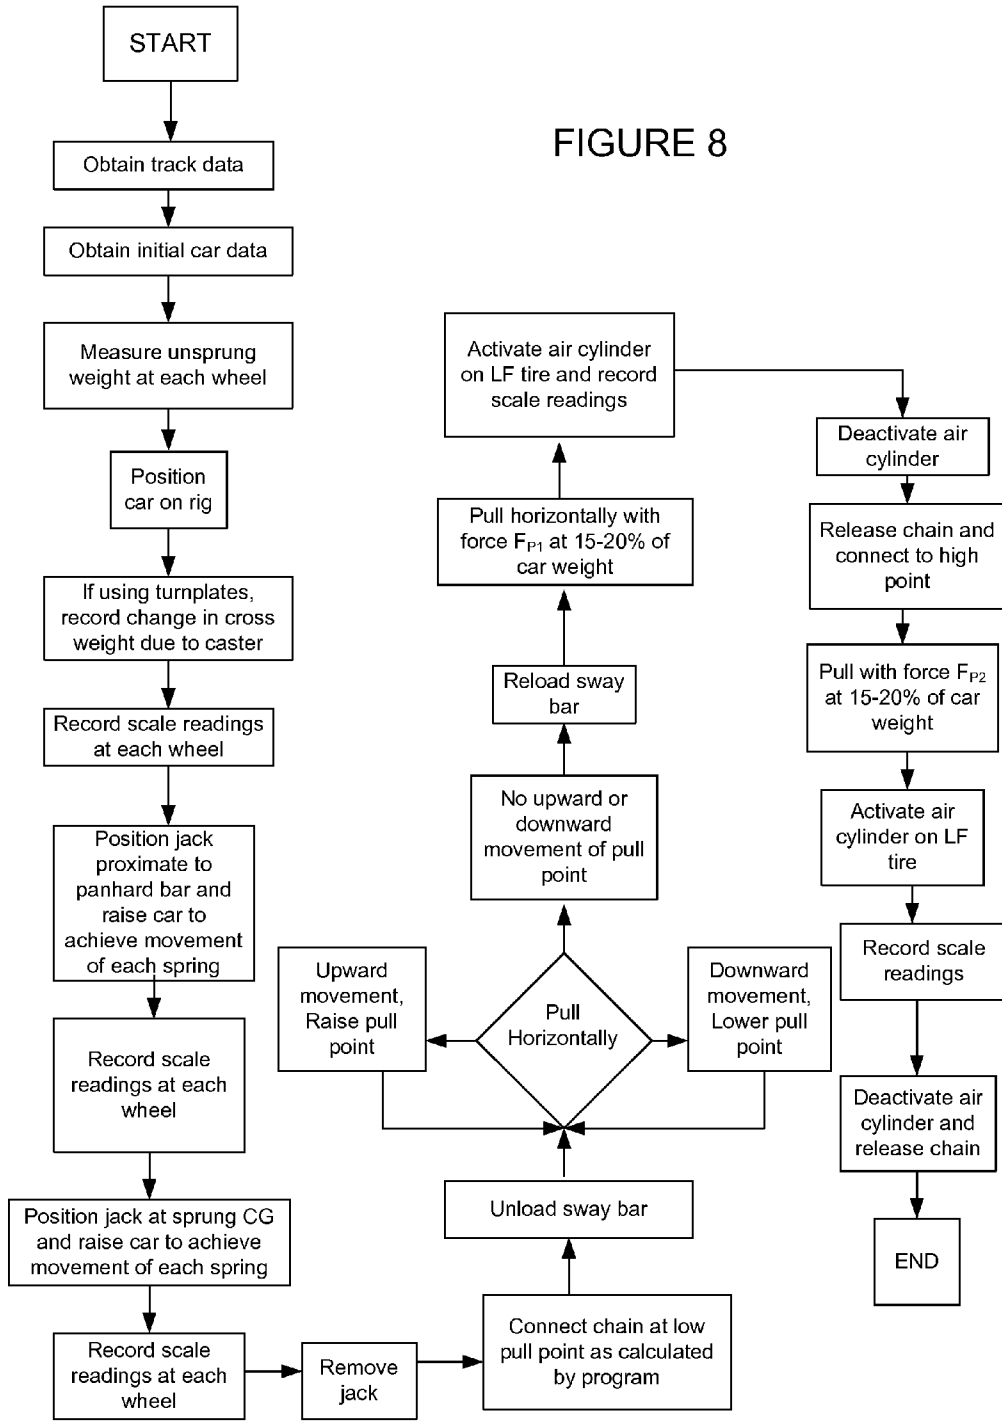 START
FIGURE 8
Obtain track data
Obtain initial car data
Measure unsprung
weight at each wheel
Position
car on rig
If using turnplates,
record change in cross
weight due to caster
Record scale readings
at each wheel
Position jack
proximate to
panhard bar and
raise car to
achieve movement
of each spring
Record scale
readings at each
wheel
Position jack at sprung CG
and raise car to achieve
movement of each spring
Record scale
readings at each
wheel
Remove
jack
Connect chain at low
pull point as calculated
by program
Unload sway bar
Pull
Horizontally
Upward
movement,
Raise pull
point
Downward
movement,
Lower pull
point
No upward or
downward
movement of pull
point
Reload sway
bar
Pull horizontally with
force FP1 at 15-20% of
car weight
Activate air cylinder
on LF tire and record
scale readings
Deactivate air
cylinder
Release chain and
connect to high
point
Pull with force FP2
at 15-20% of car
weight
Activate air
cylinder on LF
tire
Record scale
readings
Deactivate air
cylinder and
release chain
END